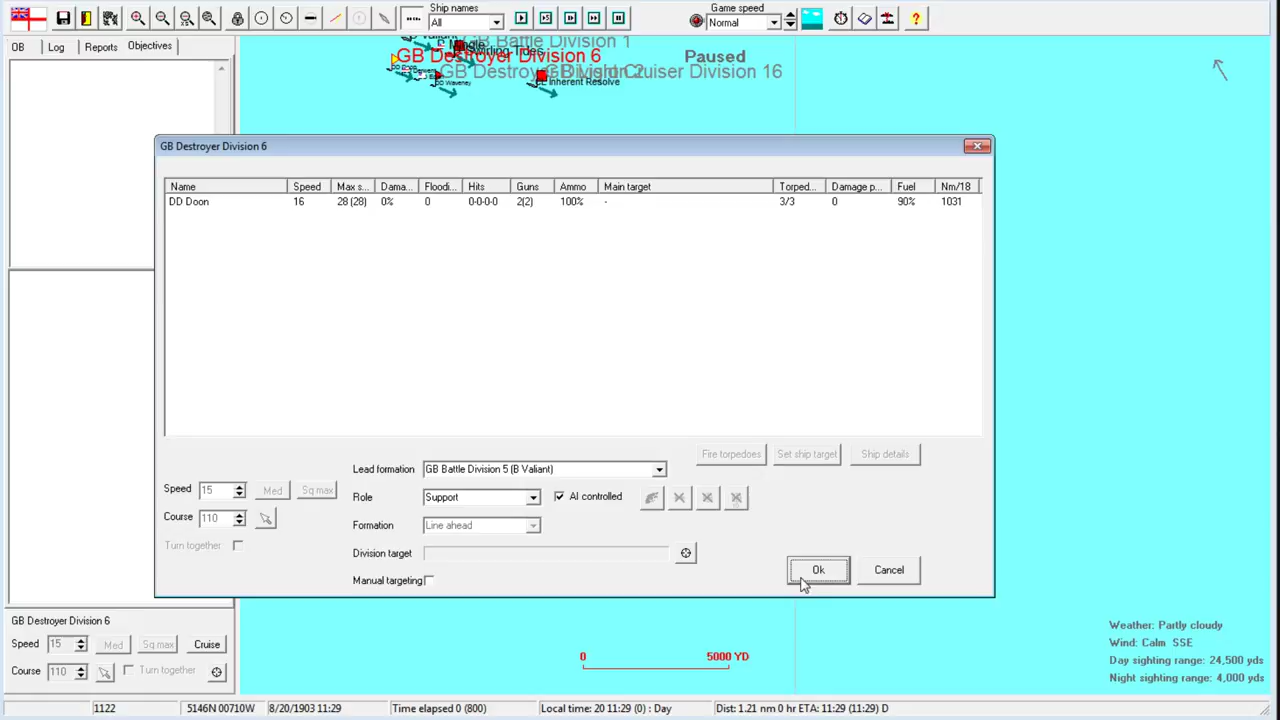 Ship names
All
Game speed
Normal
OB
Log
Reports
Objectives
GB Battle Division 1
GB Destroyer Division 6
Paused
GB Destroyer Division 2
Cruiser Division 16
DD Waveney
Inherent Resolve
GB Destroyer Division 6
Name Speed Max s... Dama... Floodi... Hits Guns Ammo Main target Torped... Damage p... Fuel Nm/18
DD Doon 16 28 (28) 0% 0 0-0-0-0 2(2) 100% - 3/3 0 90% 1031
Fire torpedoes
Set ship target
Ship details
Lead formation GB Battle Division 5 (B Valiant)
Speed 15 Med Sq max
Role Support AI controlled
Course 110
Formation Line ahead
Turn together
Division target
Manual targeting
Ok
Cancel
GB Destroyer Division 6
Speed 15 Med Sq max Cruise
Course 110 Turn together
0 5000 YD
Weather: Partly cloudy
Wind: Calm SSE
Day sighting range: 24,500 yds
Night sighting range: 4,000 yds
1122 5146N 00710W 8/20/1903 11:29 Time elapsed 0 (800) Local time: 20 11:29 (0) : Day Dist: 1.21 nm 0 hr ETA: 11:29 (11:29) D